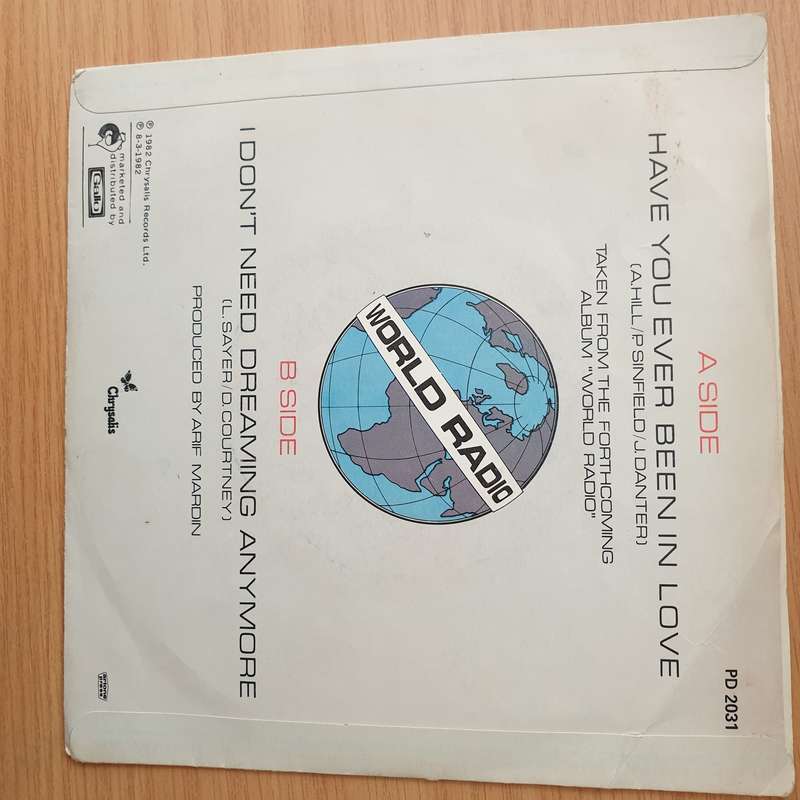 PD 2031
A SIDE
HAVE YOU EVER BEEN IN LOVE
(A.HILL/P.SINFIELD/J.DANTER)
TAKEN FROM THE FORTHCOMING
ALBUM "WORLD RADIO"
WORLD RADIO
B SIDE
I DON'T NEED DREAMING ANYMORE
(L.SAYER/D.COURTNEY)
PRODUCED BY ARIF MARDIN
Chrysalis
℗ 1982 Chrysalis Records Ltd.
℗ 8-3-1982
marketed and
distributed by
Gallo